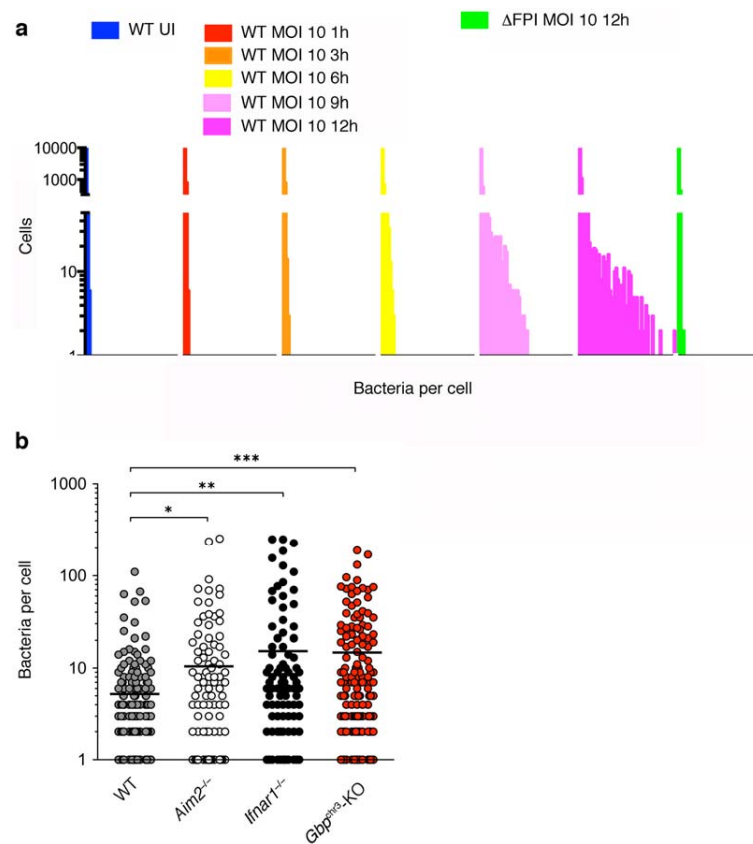 a
WT UI
WT MOI 10 1h
WT MOI 10 3h
WT MOI 10 6h
WT MOI 10 9h
WT MOI 10 12h
ΔFPI MOI 10 12h
10000
1000
10
1
Cells
Bacteria per cell
b
***
**
*
1000
100
10
1
Bacteria per cell
WT
Aim2⁻/⁻
Ifnar1⁻/⁻
Gbpᶜʰʳ³-KO